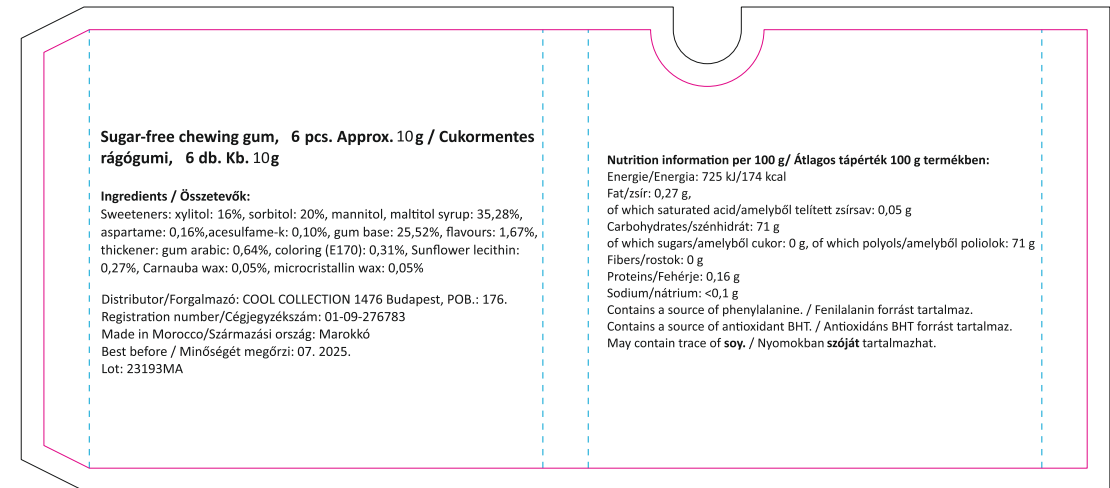 Sugar-free chewing gum, 6 pcs. Approx. 10 g / Cukormentes
rágógumi, 6 db. Kb. 10 g
Ingredients / Összetevők:
Sweeteners: xylitol: 16%, sorbitol: 20%, mannitol, maltitol syrup: 35,28%,
aspartame: 0,16%,acesulfame-k: 0,10%, gum base: 25,52%, flavours: 1,67%,
thickener: gum arabic: 0,64%, coloring (E170): 0,31%, Sunflower lecithin:
0,27%, Carnauba wax: 0,05%, microcristallin wax: 0,05%
Distributor/Forgalmazó: COOL COLLECTION 1476 Budapest, POB.: 176.
Registration number/Cégjegyzékszám: 01-09-276783
Made in Morocco/Származási ország: Marokkó
Best before / Minőségét megőrzi: 07. 2025.
Lot: 23193MA
Nutrition information per 100 g/ Átlagos tápérték 100 g termékben:
Energie/Energia: 725 kJ/174 kcal
Fat/zsír: 0,27 g,
of which saturated acid/amelyből telített zsírsav: 0,05 g
Carbohydrates/szénhidrát: 71 g
of which sugars/amelyből cukor: 0 g, of which polyols/amelyből poliolok: 71 g
Fibers/rostok: 0 g
Proteins/Fehérje: 0,16 g
Sodium/nátrium: <0,1 g
Contains a source of phenylalanine. / Fenilalanin forrást tartalmaz.
Contains a source of antioxidant BHT. / Antioxidáns BHT forrást tartalmaz.
May contain trace of soy. / Nyomokban szóját tartalmazhat.